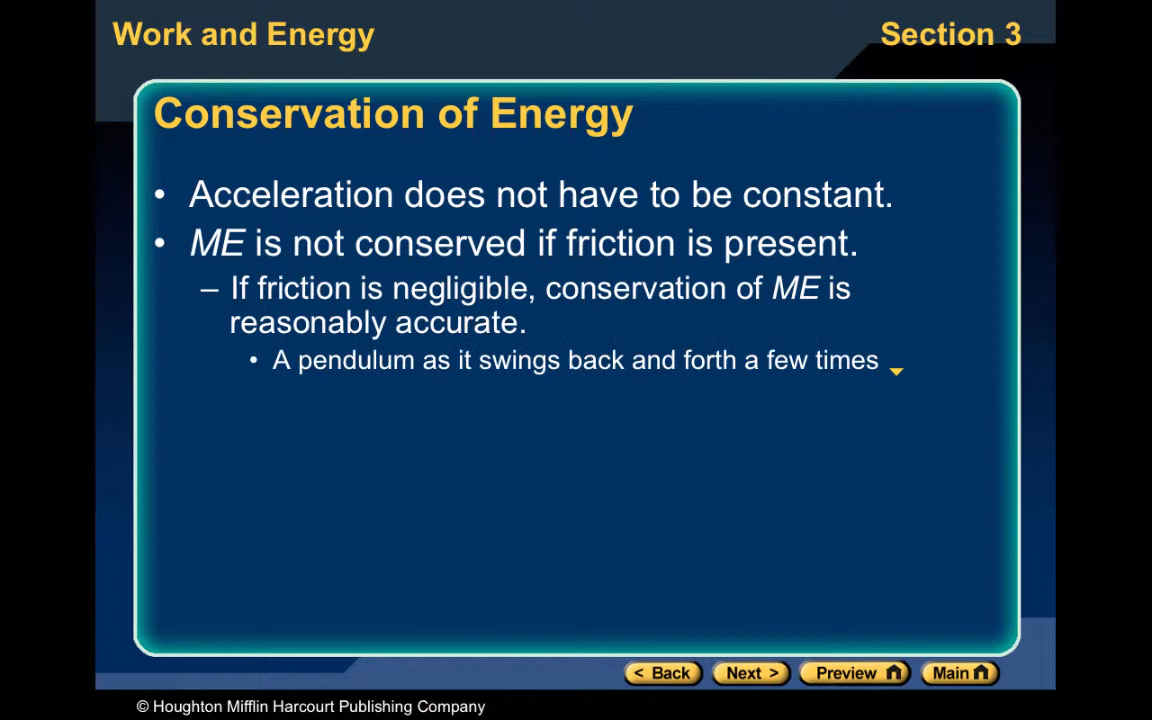 Work and Energy
Section 3
Conservation of Energy
• Acceleration does not have to be constant.
• ME is not conserved if friction is present.
– If friction is negligible, conservation of ME is
reasonably accurate.
• A pendulum as it swings back and forth a few times
< Back
Next >
Preview
Main
© Houghton Mifflin Harcourt Publishing Company